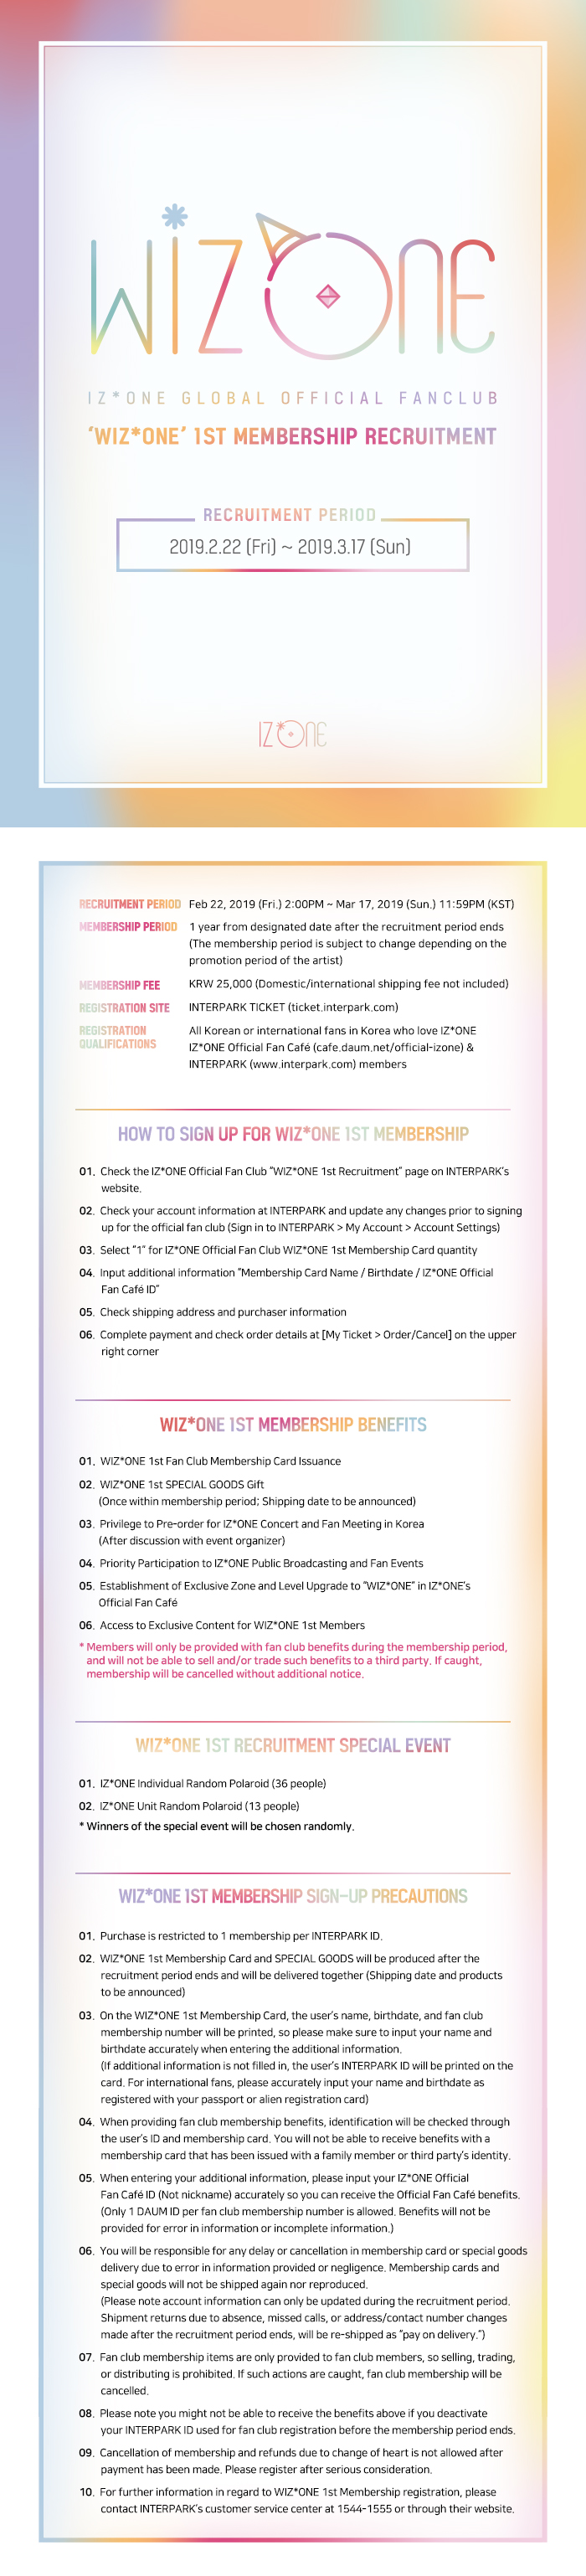 WIZ*ONE
IZ*ONE GLOBAL OFFICIAL FANCLUB
‘WIZ*ONE’ 1ST MEMBERSHIP RECRUITMENT
RECRUITMENT PERIOD
2019.2.22 (Fri) ~ 2019.3.17 (Sun)
IZ*ONE
RECRUITMENT PERIOD Feb 22, 2019 (Fri.) 2:00PM ~ Mar 17, 2019 (Sun.) 11:59PM (KST)
MEMBERSHIP PERIOD 1 year from designated date after the recruitment period ends
(The membership period is subject to change depending on the
promotion period of the artist)
MEMBERSHIP FEE KRW 25,000 (Domestic/international shipping fee not included)
REGISTRATION SITE INTERPARK TICKET (ticket.interpark.com)
REGISTRATION
QUALIFICATIONS
All Korean or international fans in Korea who love IZ*ONE
IZ*ONE Official Fan Café (cafe.daum.net/official-izone) &
INTERPARK (www.interpark.com) members
HOW TO SIGN UP FOR WIZ*ONE 1ST MEMBERSHIP
01. Check the IZ*ONE Official Fan Club “WIZ*ONE 1st Recruitment” page on INTERPARK’s
website.
02. Check your account information at INTERPARK and update any changes prior to signing
up for the official fan club (Sign in to INTERPARK > My Account > Account Settings)
03. Select “1” for IZ*ONE Official Fan Club WIZ*ONE 1st Membership Card quantity
04. Input additional information “Membership Card Name / Birthdate / IZ*ONE Official
Fan Café ID”
05. Check shipping address and purchaser information
06. Complete payment and check order details at [My Ticket > Order/Cancel] on the upper
right corner
WIZ*ONE 1ST MEMBERSHIP BENEFITS
01. WIZ*ONE 1st Fan Club Membership Card Issuance
02. WIZ*ONE 1st SPECIAL GOODS Gift
(Once within membership period; Shipping date to be announced)
03. Privilege to Pre-order for IZ*ONE Concert and Fan Meeting in Korea
(After discussion with event organizer)
04. Priority Participation to IZ*ONE Public Broadcasting and Fan Events
05. Establishment of Exclusive Zone and Level Upgrade to “WIZ*ONE” in IZ*ONE’s
Official Fan Café
06. Access to Exclusive Content for WIZ*ONE 1st Members
* Members will only be provided with fan club benefits during the membership period,
and will not be able to sell and/or trade such benefits to a third party. If caught,
membership will be cancelled without additional notice.
WIZ*ONE 1ST RECRUITMENT SPECIAL EVENT
01. IZ*ONE Individual Random Polaroid (36 people)
02. IZ*ONE Unit Random Polaroid (13 people)
* Winners of the special event will be chosen randomly.
WIZ*ONE 1ST MEMBERSHIP SIGN-UP PRECAUTIONS
01. Purchase is restricted to 1 membership per INTERPARK ID.
02. WIZ*ONE 1st Membership Card and SPECIAL GOODS will be produced after the
recruitment period ends and will be delivered together (Shipping date and products
to be announced)
03. On the WIZ*ONE 1st Membership Card, the user’s name, birthdate, and fan club
membership number will be printed, so please make sure to input your name and
birthdate accurately when entering the additional information.
(If additional information is not filled in, the user’s INTERPARK ID will be printed on the
card. For international fans, please accurately input your name and birthdate as
registered with your passport or alien registration card)
04. When providing fan club membership benefits, identification will be checked through
the user’s ID and membership card. You will not be able to receive benefits with a
membership card that has been issued with a family member or third party’s identity.
05. When entering your additional information, please input your IZ*ONE Official
Fan Café ID (Not nickname) accurately so you can receive the Official Fan Café benefits.
(Only 1 DAUM ID per fan club membership number is allowed. Benefits will not be
provided for error in information or incomplete information.)
06. You will be responsible for any delay or cancellation in membership card or special goods
delivery due to error in information provided or negligence. Membership cards and
special goods will not be shipped again nor reproduced.
(Please note account information can only be updated during the recruitment period.
Shipment returns due to absence, missed calls, or address/contact number changes
made after the recruitment period ends, will be re-shipped as “pay on delivery.”)
07. Fan club membership items are only provided to fan club members, so selling, trading,
or distributing is prohibited. If such actions are caught, fan club membership will be
cancelled.
08. Please note you might not be able to receive the benefits above if you deactivate
your INTERPARK ID used for fan club registration before the membership period ends.
09. Cancellation of membership and refunds due to change of heart is not allowed after
payment has been made. Please register after serious consideration.
10. For further information in regard to WIZ*ONE 1st Membership registration, please
contact INTERPARK’s customer service center at 1544-1555 or through their website.